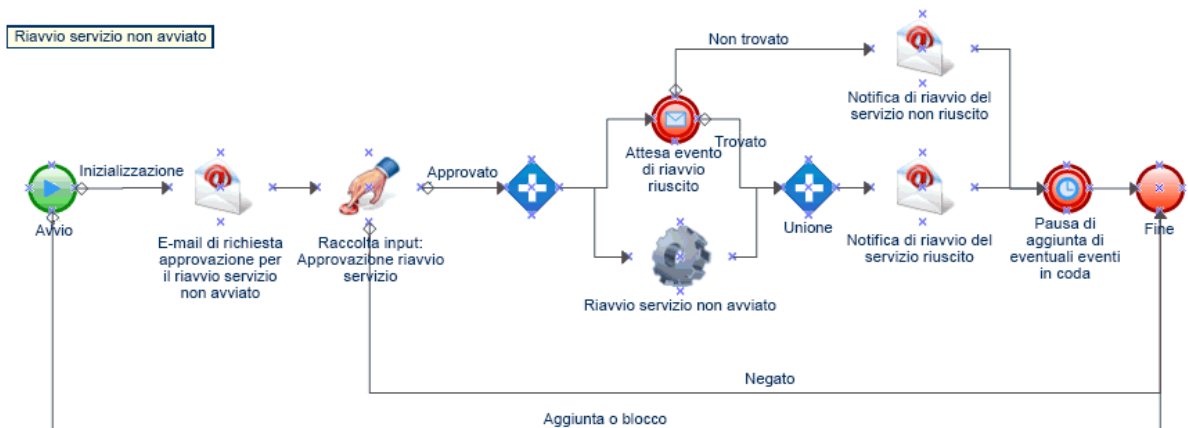 Riavvio servizio non avviato
Non trovato
Notifica di riavvio del
servizio non riuscito
Inizializzazione
Approvato
Attesa evento
di riavvio
riuscito
Trovato
Avvio
E-mail di richiesta
approvazione per
il riavvio servizio
non avviato
Raccolta input:
Approvazione riavvio
servizio
Riavvio servizio non avviato
Unione
Notifica di riavvio del
servizio riuscito
Pausa di
aggiunta di
eventuali eventi
in coda
Fine
Negato
Aggiunta o blocco